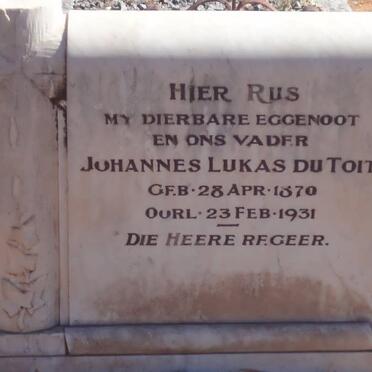 HIER RUS
MY DIERBARE EGGENOOT
EN ONS VADER
JOHANNES LUKAS DU TOIT
GEB · 28 APR · 1870
OORL · 23 FEB · 1931
DIE HEERE REGEER.